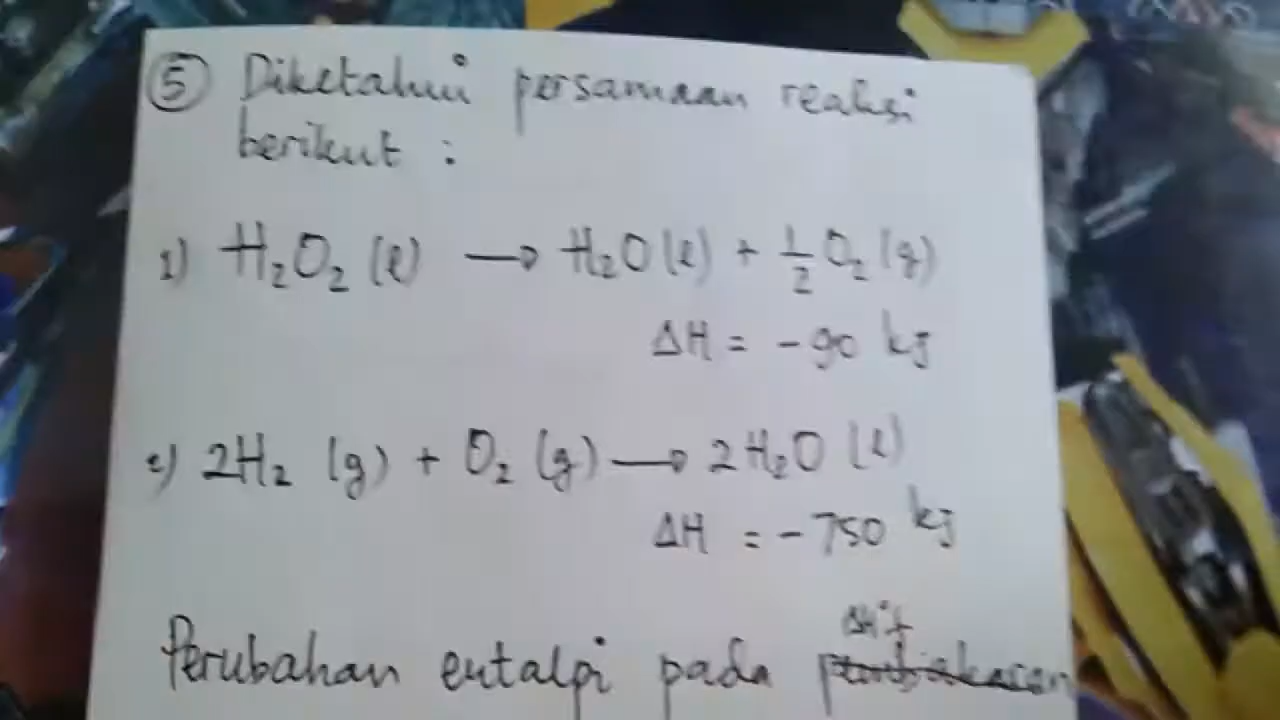 ⑤ Diketahui persamaan reaksi
berikut :
1) H₂O₂ (l) → H₂O (l) + ½ O₂ (g)
ΔH = -90 kj
2) 2H₂ (g) + O₂ (g) → 2H₂O (l)
ΔH = -750 kj
ΔH°f
Perubahan entalpi pada